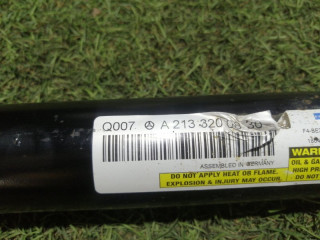 Q007 A 213 320
ASSEMBLED IN GERMANY
DO NOT APPLY HEAT OR FLAME.
EXPLOSION & INJURY MAY OCCUR.
WARN
OIL & GA
HIGH PR
DO NOT